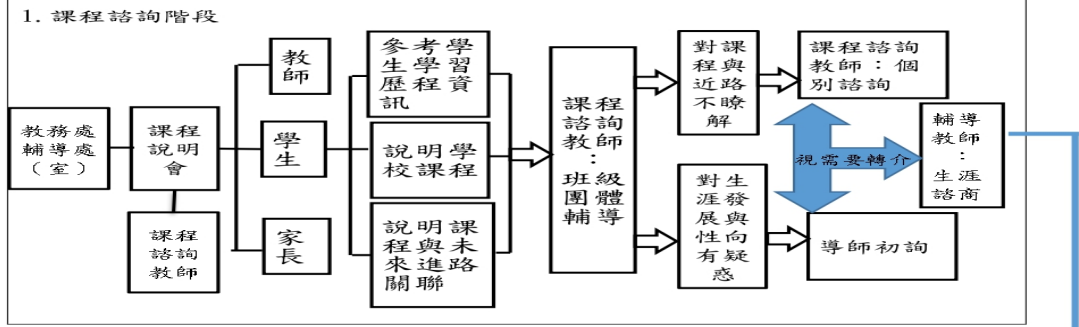 1. 課程諮詢階段
教務處
輔導處
（室）
課程
說明
會
課程
諮詢
教師
教
師
學
生
家
長
參考學
生學習
歷程資
訊
說明學
校課程
說明課
程與未
來進路
關聯
課程
諮詢
教師
：
班級
團體
輔導
對課
程與
近路
不瞭
解
對生
涯發
展與
性向
有疑
惑
課程諮詢
教師：個
別諮詢
視需要轉介
導師初詢
輔導
教師
：
生涯
諮商